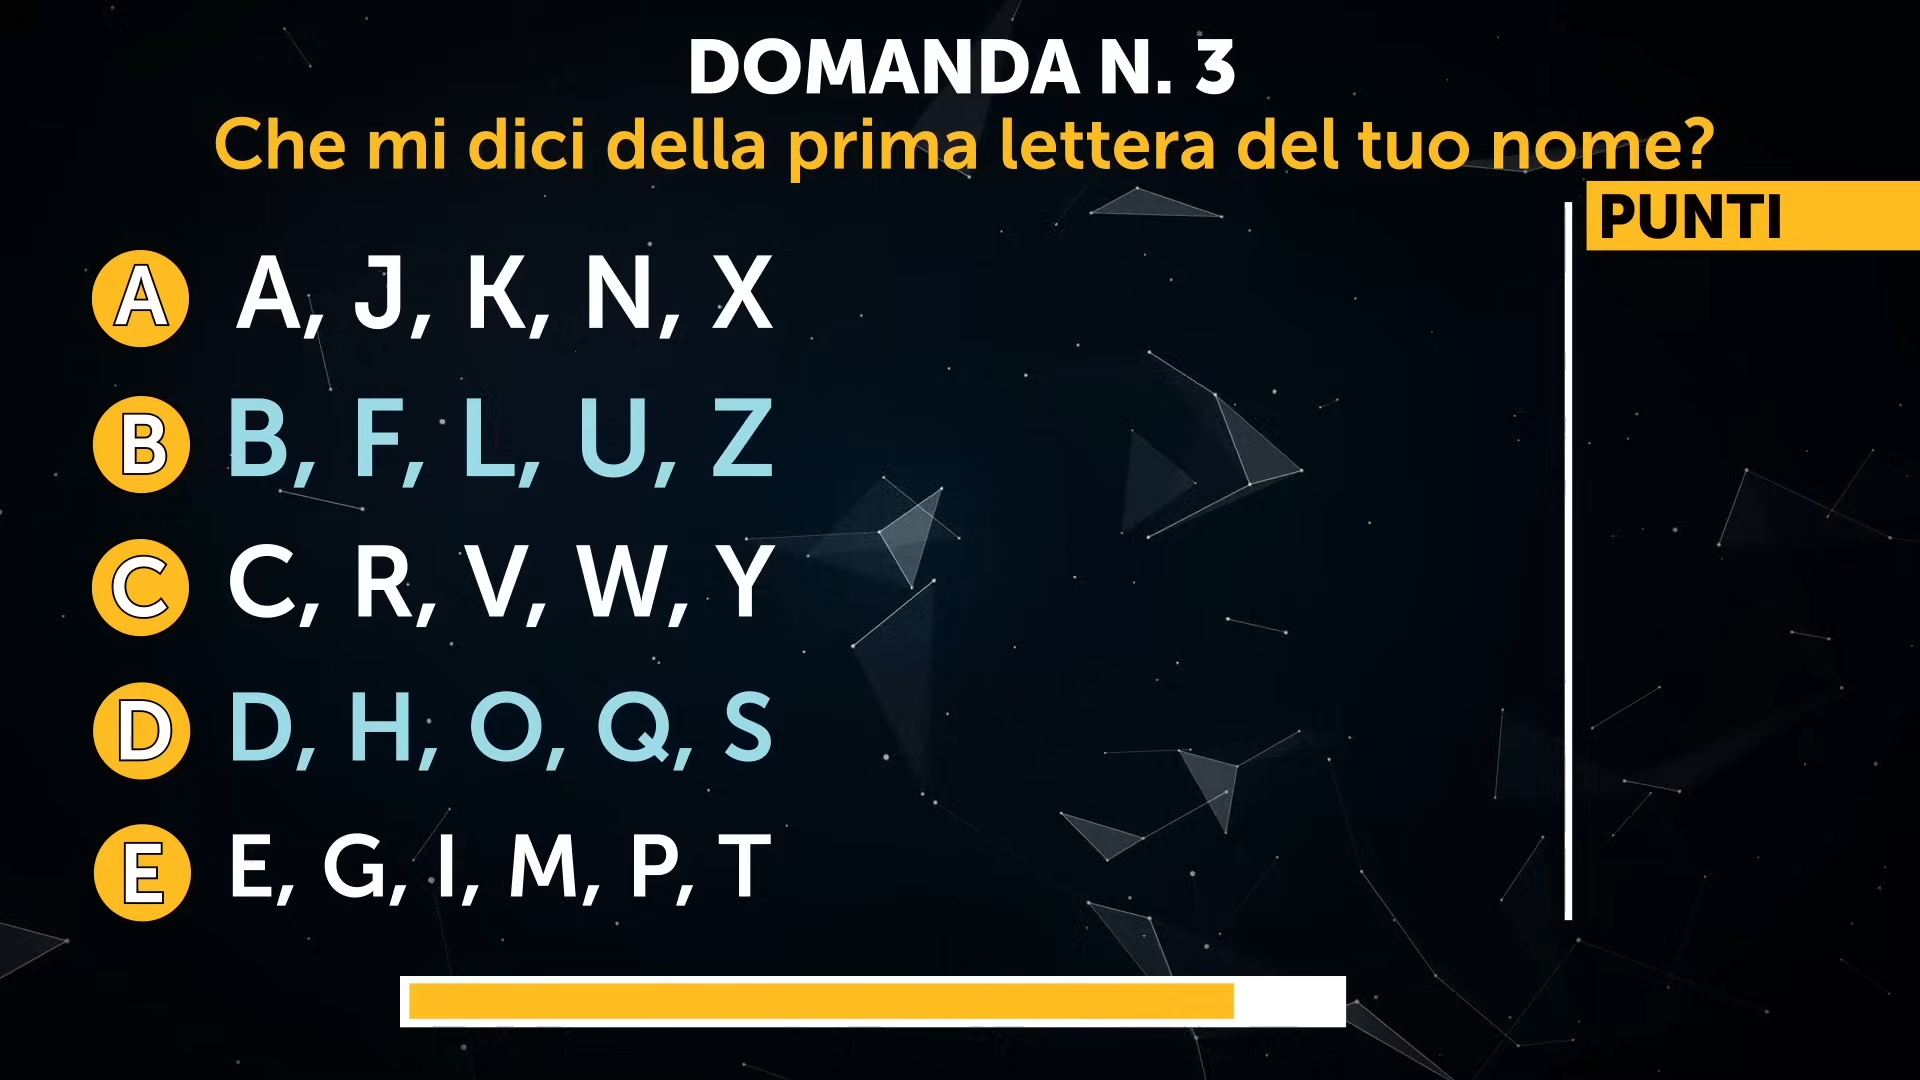 DOMANDA N. 3
Che mi dici della prima lettera del tuo nome?
PUNTI
A A, J, K, N, X
B B, F, L, U, Z
C C, R, V, W, Y
D D, H, O, Q, S
E E, G, I, M, P, T